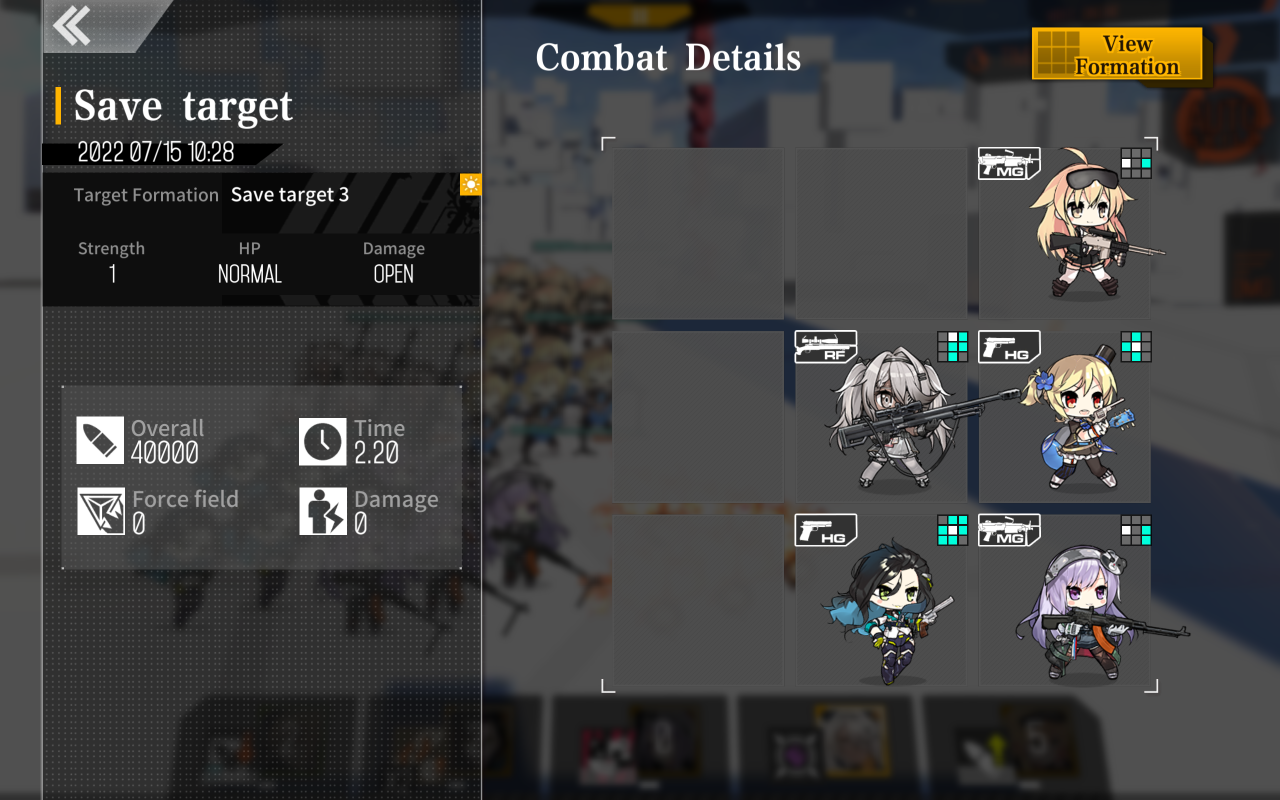 Combat Details
View
Formation
Save target
2022 07/15 10:28
Target Formation Save target 3
Strength HP Damage
1 NORMAL OPEN
Overall Time
40000 2.20
Force field Damage
0 0
MG
RF HG
HG MG